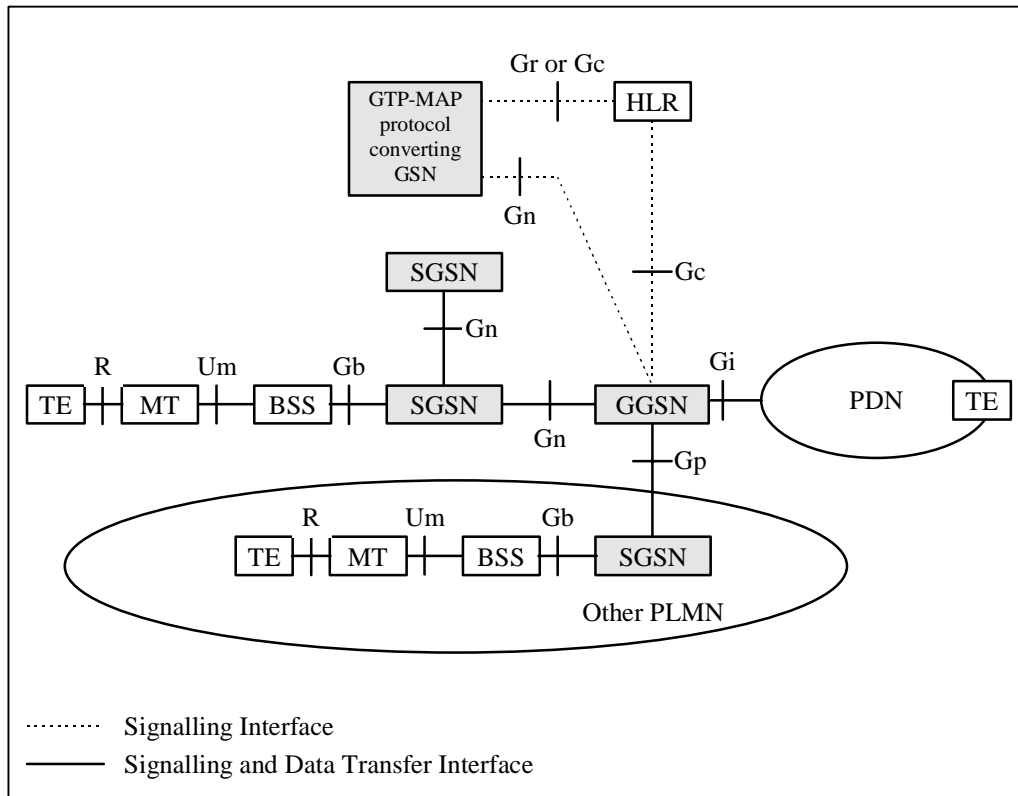 Gr or Gc
GTP-MAP
protocol
converting
GSN
HLR
Gn
SGSN
Gc
Gn
R
Um
Gb
Gi
TE
MT
BSS
SGSN
GGSN
PDN
TE
Gn
Gp
R
Um
Gb
TE
MT
BSS
SGSN
Other PLMN
Signalling Interface
Signalling and Data Transfer Interface